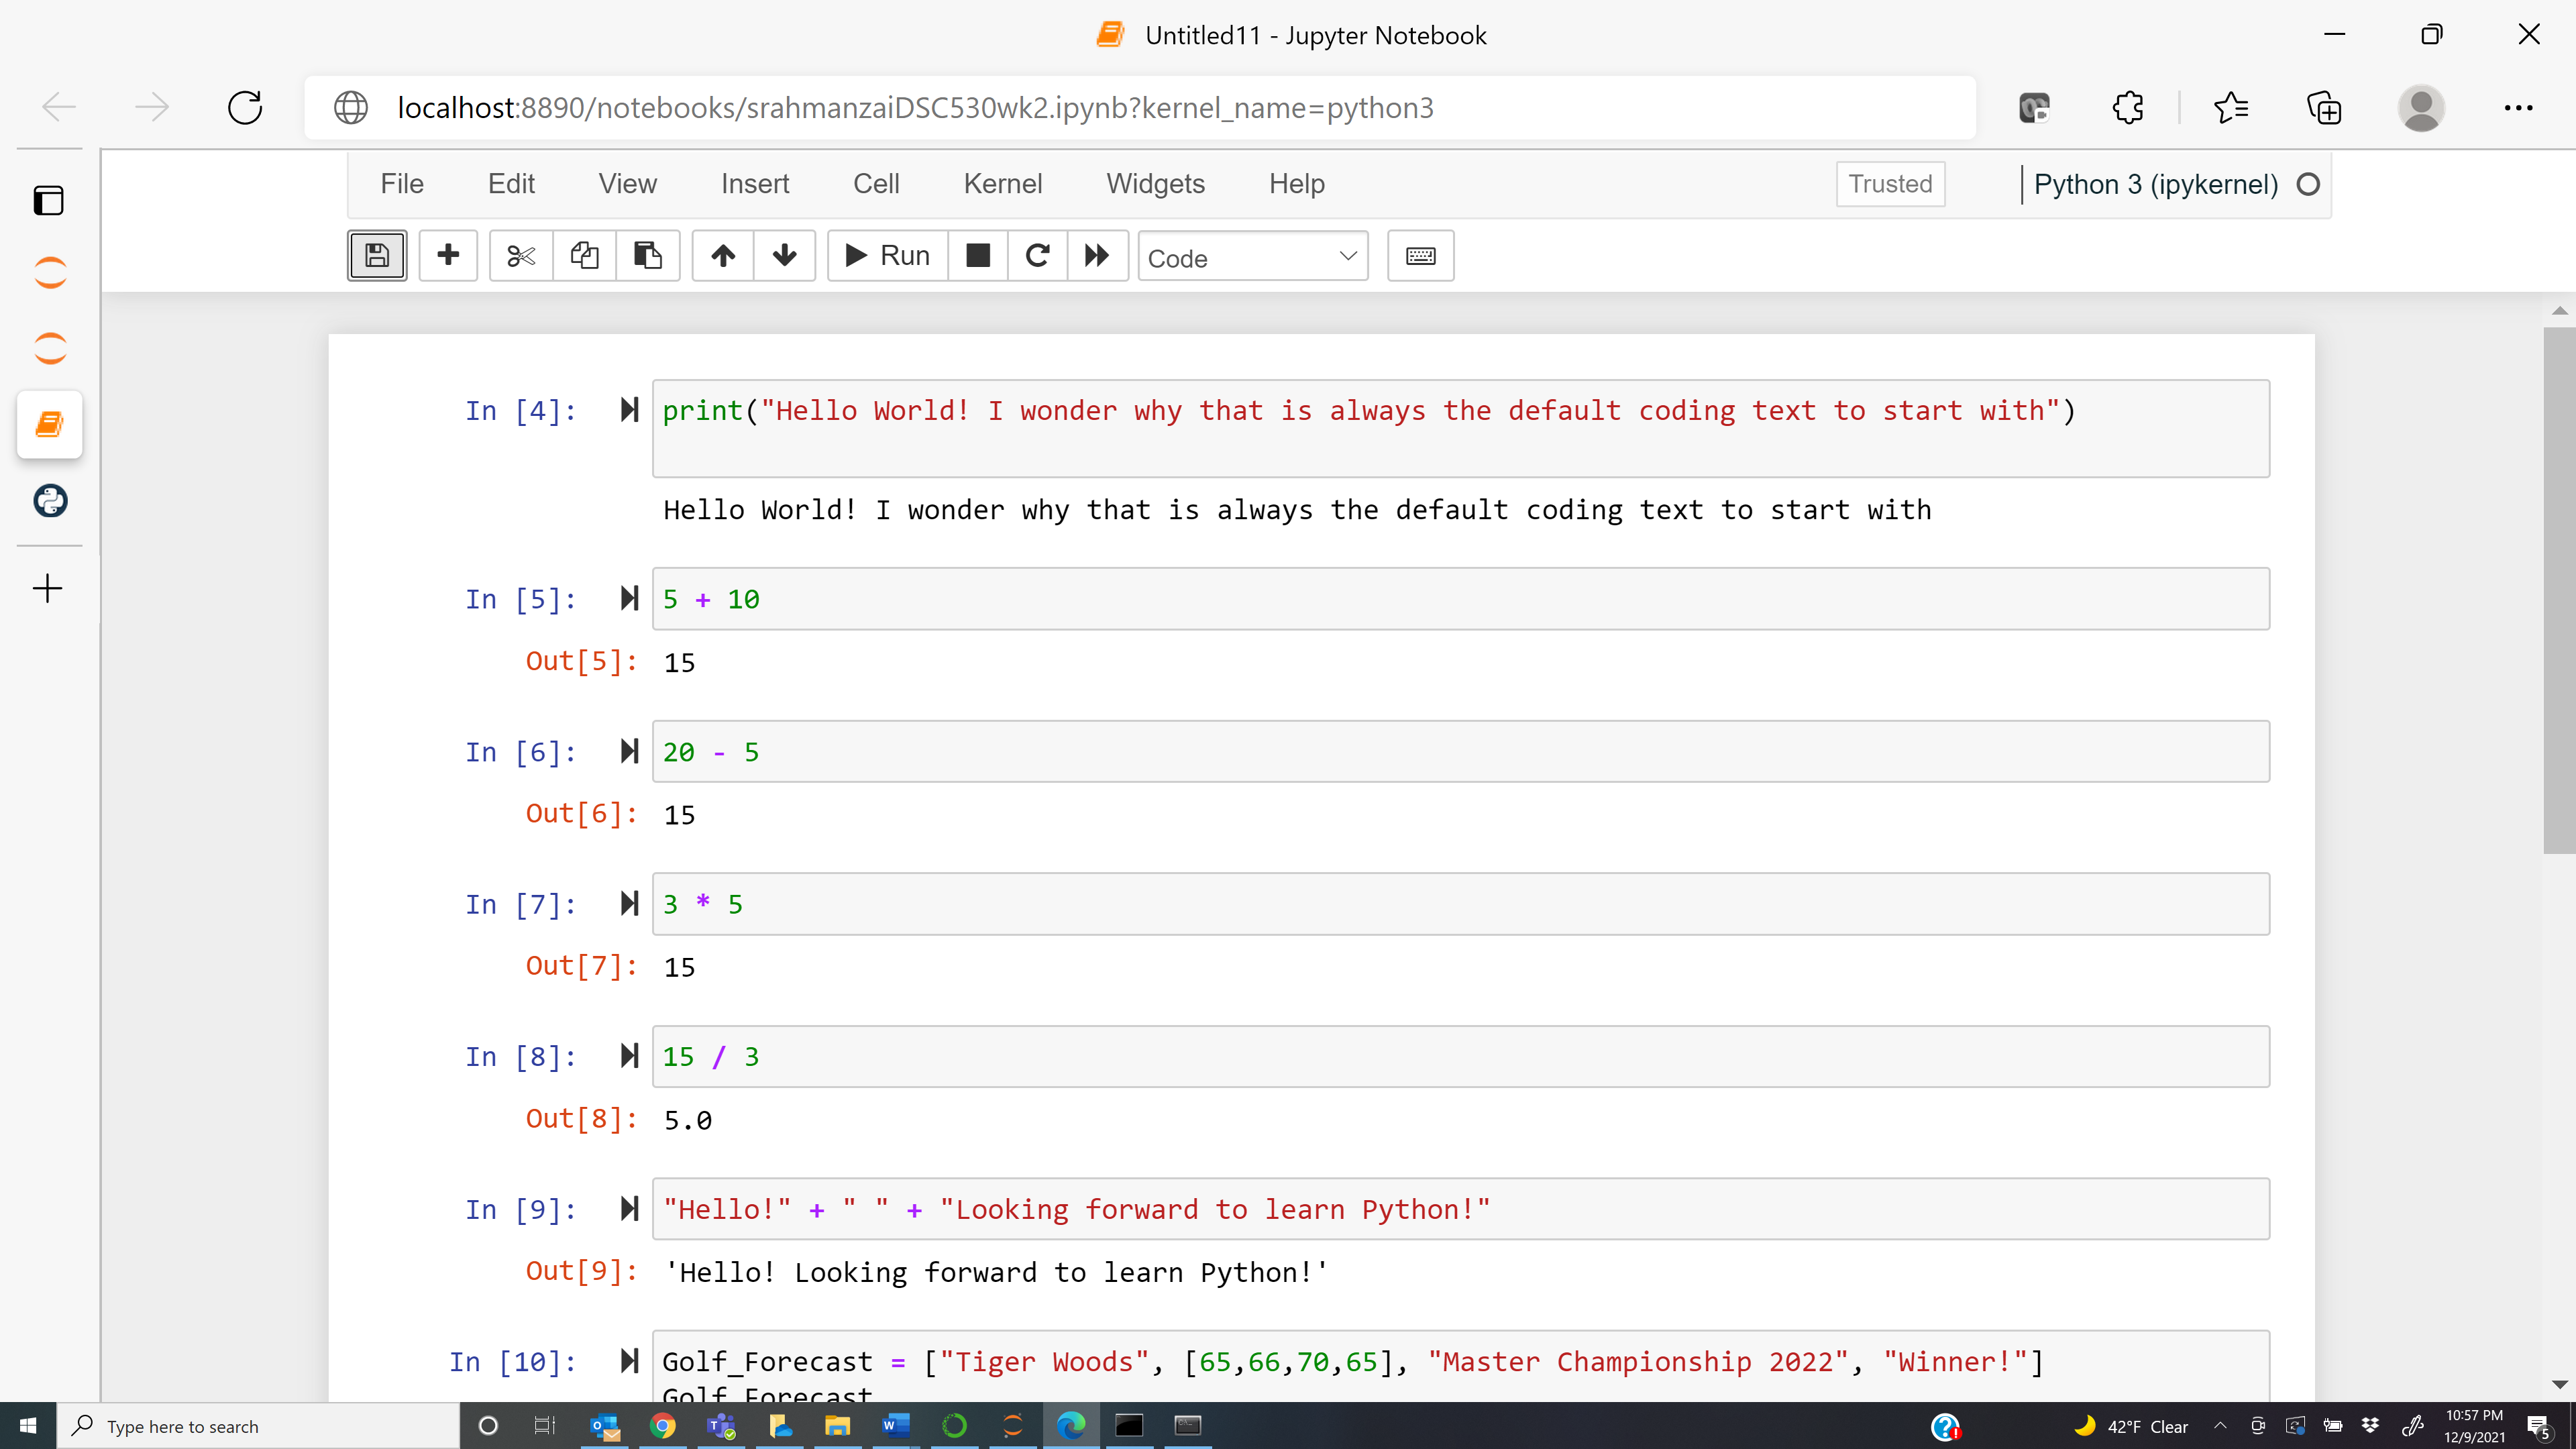 Untitled11 - Jupyter Notebook
localhost:8890/notebooks/srahmanzaiDSC530wk2.ipynb?kernel_name=python3
File Edit View Insert Cell Kernel Widgets Help Trusted Python 3 (ipykernel)
Run Code
In [4]: print("Hello World! I wonder why that is always the default coding text to start with")
Hello World! I wonder why that is always the default coding text to start with
In [5]: 5 + 10
Out[5]: 15
In [6]: 20 - 5
Out[6]: 15
In [7]: 3 * 5
Out[7]: 15
In [8]: 15 / 3
Out[8]: 5.0
In [9]: "Hello!" + " " + "Looking forward to learn Python!"
Out[9]: 'Hello! Looking forward to learn Python!'
In [10]: Golf_Forecast = ["Tiger Woods", [65,66,70,65], "Master Championship 2022", "Winner!"]
Golf_Forecast
Type here to search 42°F Clear 10:57 PM
12/9/2021 5